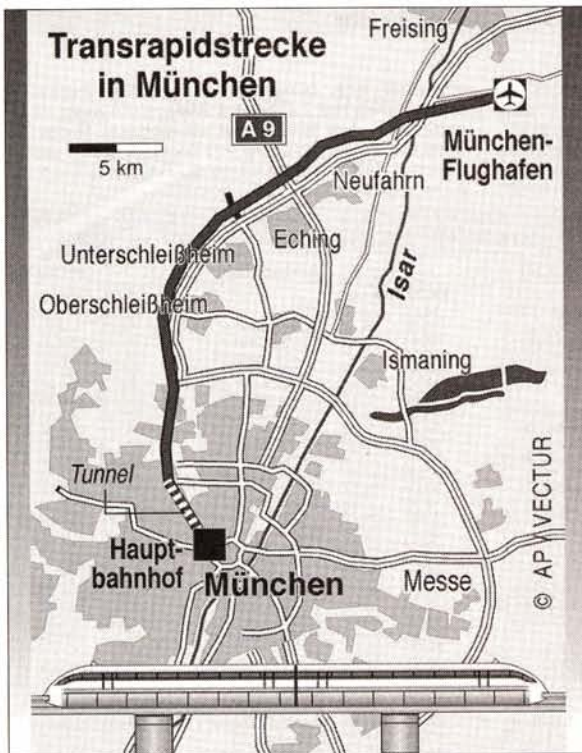 Transrapidstrecke
in München
Freising
A 9
5 km
München-
Flughafen
Neufahrn
Eching
Unterschleißheim
Isar
Oberschleißheim
Ismaning
Tunnel
Haupt-
bahnhof
München
Messe
© AP / VECTUR